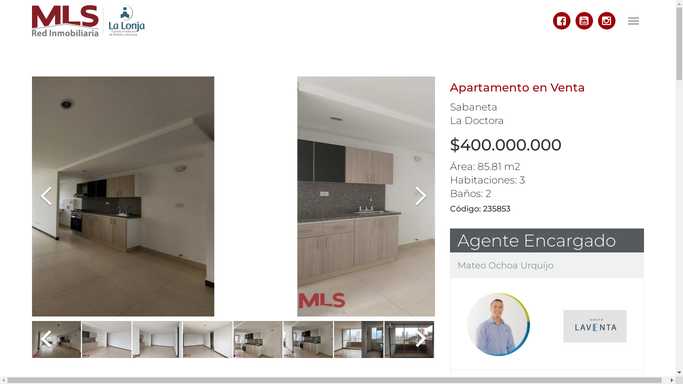 MLS
Red Inmobiliaria
La Lonja
Apartamento en Venta
Sabaneta
La Doctora
$400.000.000
Área: 85.81 m2
Habitaciones: 3
Baños: 2
Código: 235853
MLS
Agente Encargado
Mateo Ochoa Urquijo
GRUPO
LAVENTA